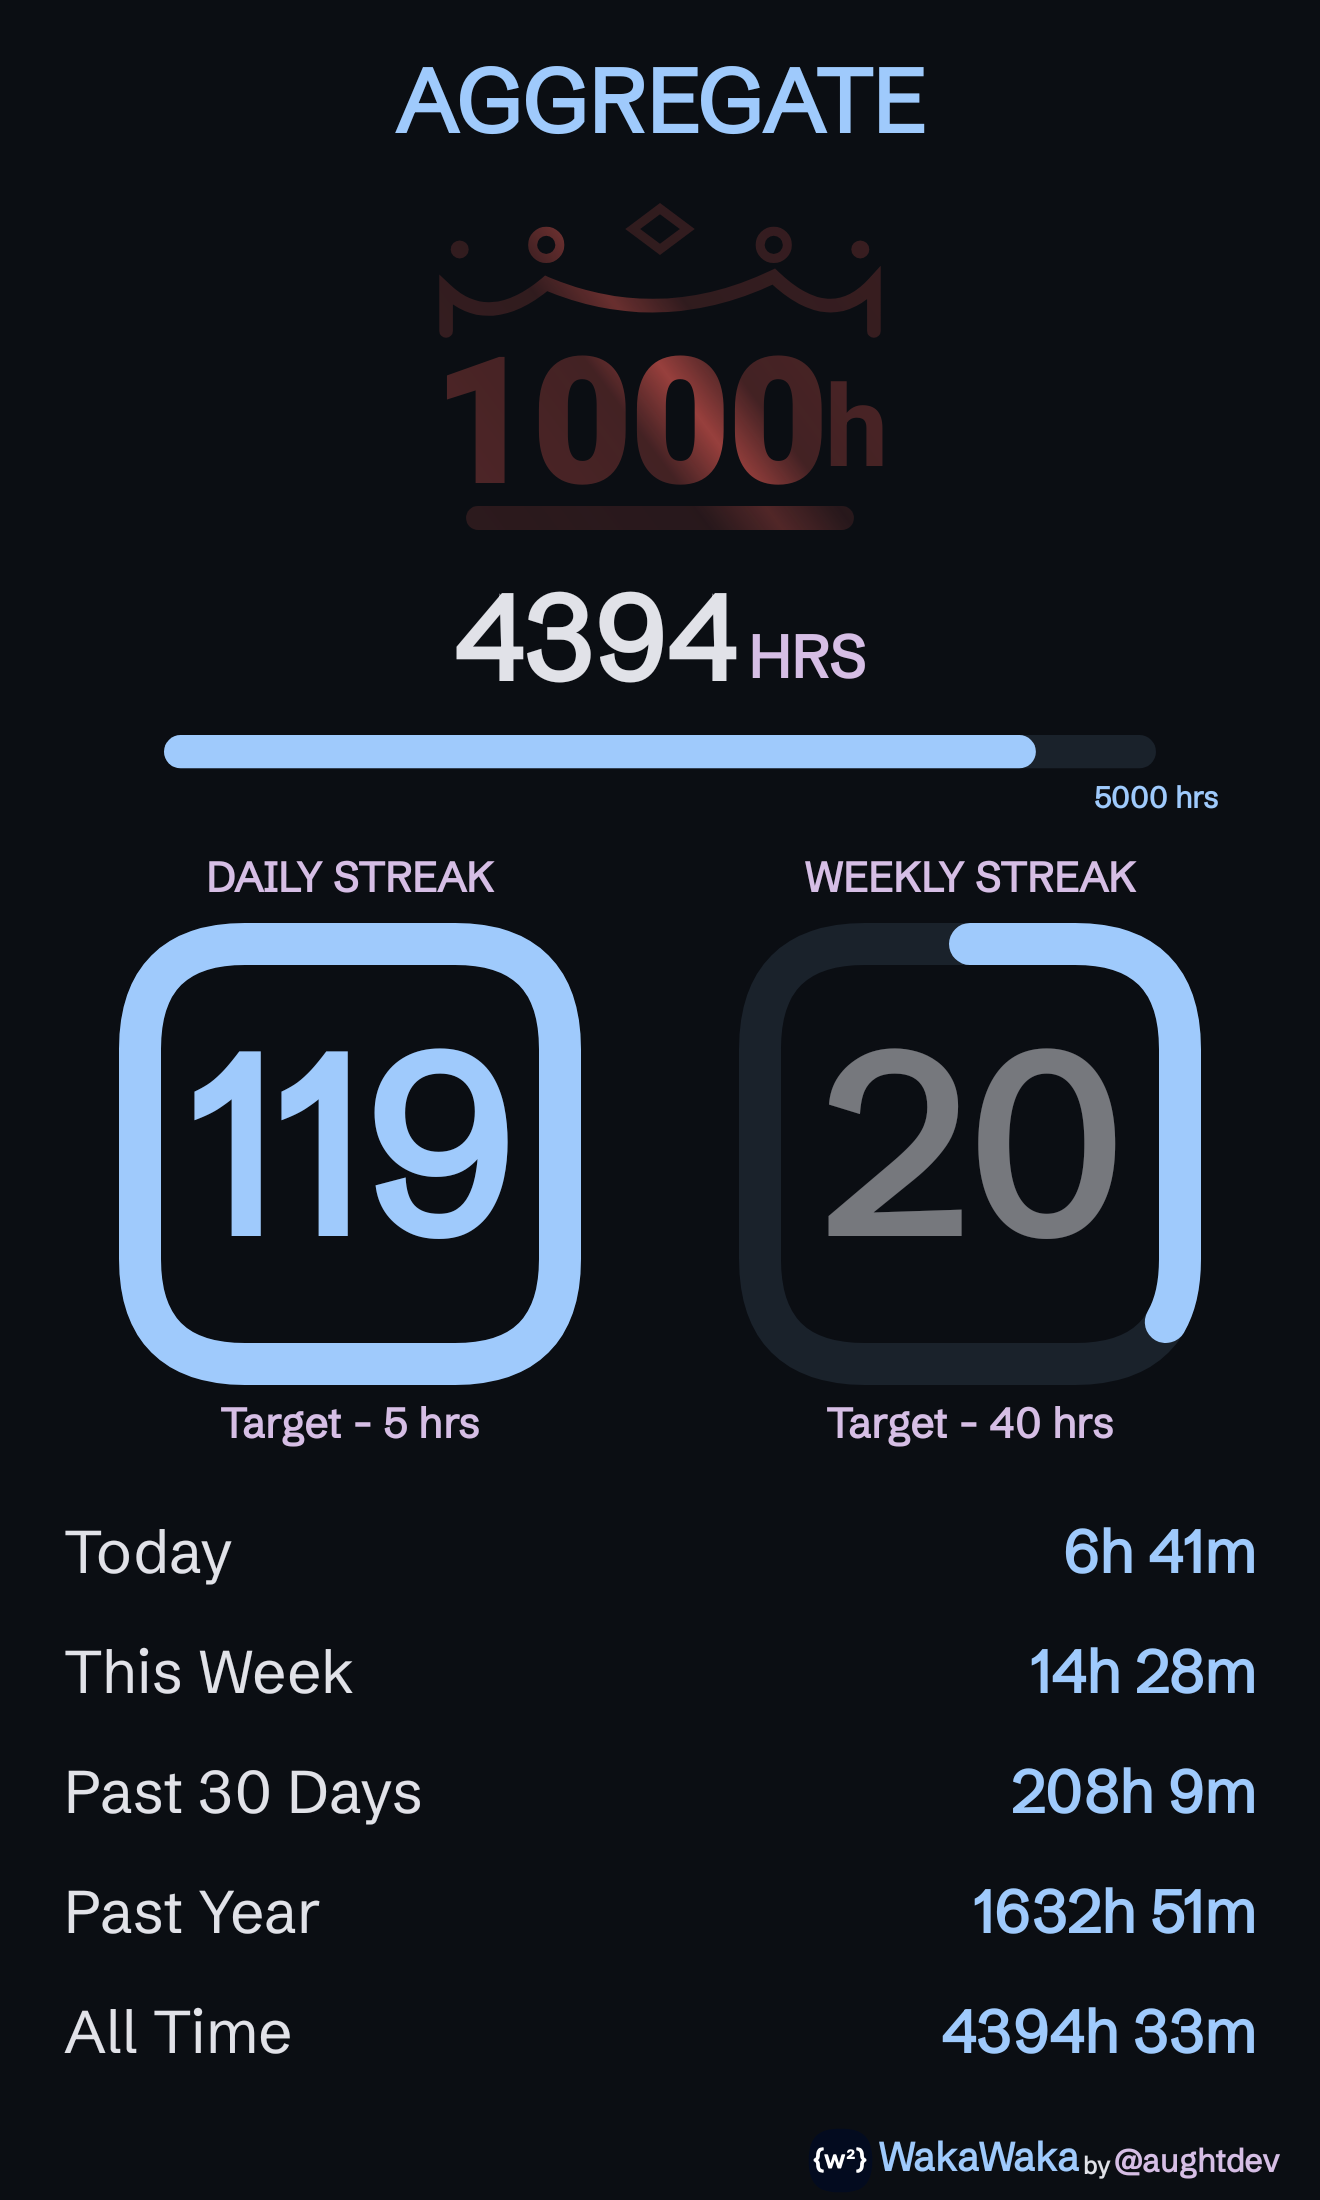 AGGREGATE
1000h
4394 HRS
5000 hrs
DAILY STREAK
WEEKLY STREAK
119
20
Target - 5 hrs
Target - 40 hrs
Today 6h 41m
This Week 14h 28m
Past 30 Days 208h 9m
Past Year 1632h 51m
All Time 4394h 33m
{w²} WakaWaka by @aughtdev